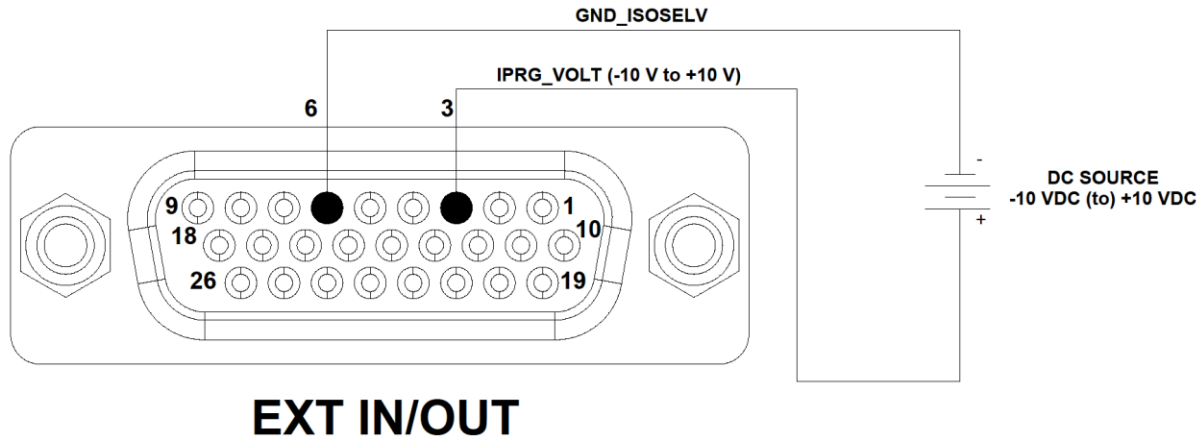 GND_ISOSELV
IPRG_VOLT (-10 V to +10 V)
6
3
-
DC SOURCE
-10 VDC (to) +10 VDC
+
9
1
18
10
26
19
EXT IN/OUT